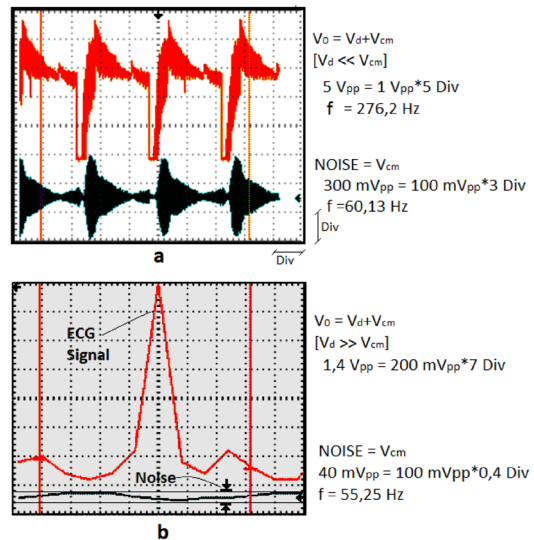 V₀ = Vd+Vcm
[Vd << Vcm]
5 Vpp = 1 Vpp*5 Div
f = 276,2 Hz
NOISE = Vcm
300 mVpp = 100 mVpp*3 Div
f =60,13 Hz
Div
Div
a
ECG
Signal
Noise
V₀ = Vd+Vcm
[Vd >> Vcm]
1,4 Vpp = 200 mVpp*7 Div
NOISE = Vcm
40 mVpp = 100 mVpp*0,4 Div
f = 55,25 Hz
b